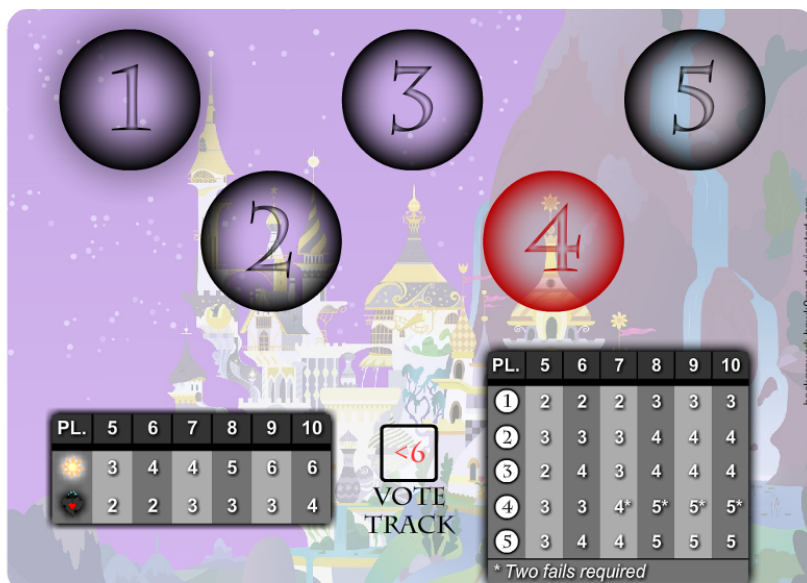 1 3 5
2 4
PL. 5 6 7 8 9 10
3 4 4 5 6 6
2 2 3 3 3 4
<6
VOTE
TRACK
PL. 5 6 7 8 9 10
1 2 2 2 3 3 3
2 3 3 3 4 4 4
3 2 4 3 4 4 4
4 3 3 4* 5* 5* 5*
5 3 4 4 5 5 5
* Two fails required